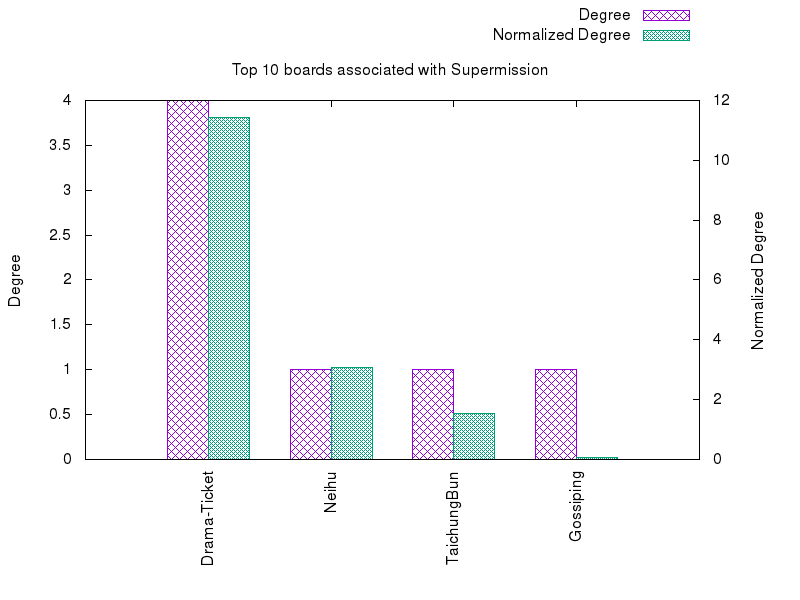 Degree
Normalized Degree
Top 10 boards associated with Supermission
4
3.5
3
2.5
2
1.5
1
0.5
0
12
10
8
6
4
2
0
Degree
Normalized Degree
Drama-Ticket
Neihu
TaichungBun
Gossiping